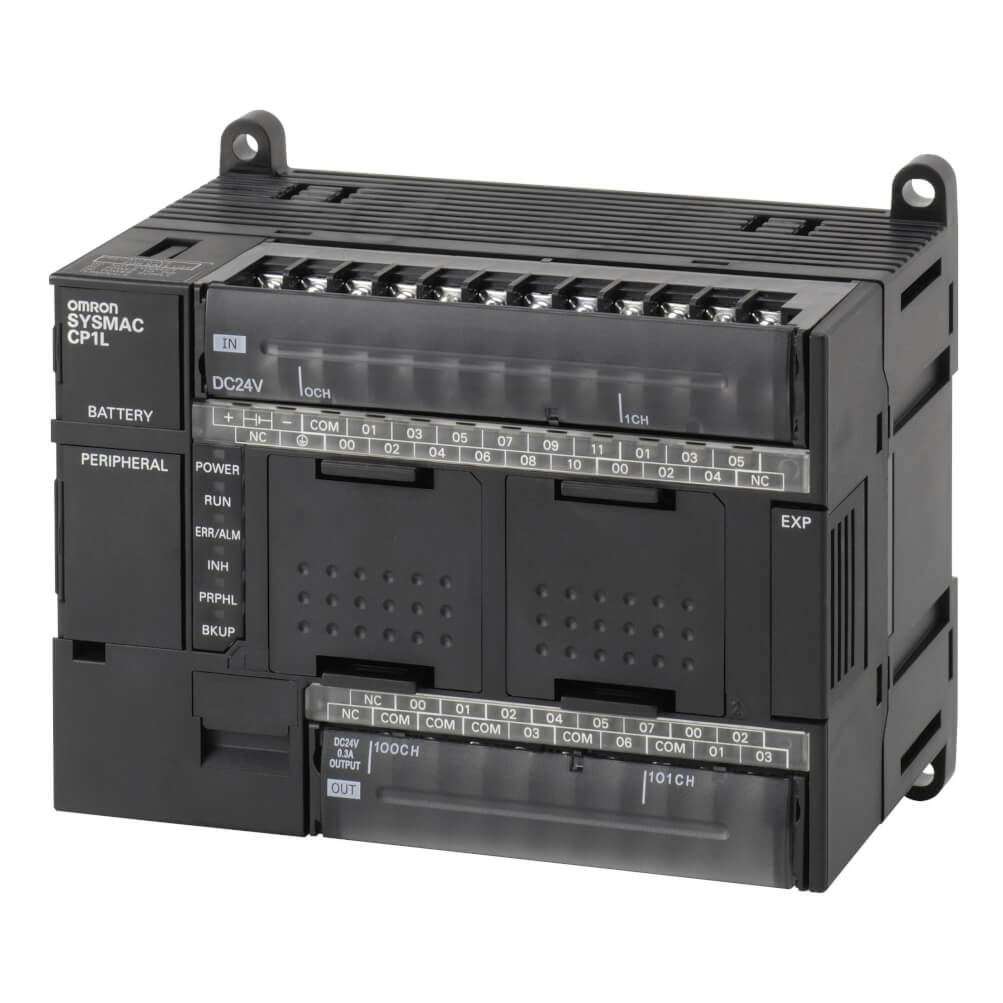 OMRON
SYSMAC
CP1L
BATTERY
PERIPHERAL
IN
DC24V
0CH
1CH
+ − COM 01 03 05 07 09 11 01 03 05
NC 00 02 04 06 08 10 00 02 04 NC
POWER
RUN
ERR/ALM
INH
PRPHL
BKUP
EXP
NC 00 01 02 04 05 07 00 02
NC COM COM COM 03 COM 06 COM 01 03
DC24V
0.3A
OUTPUT
100CH
101CH
OUT